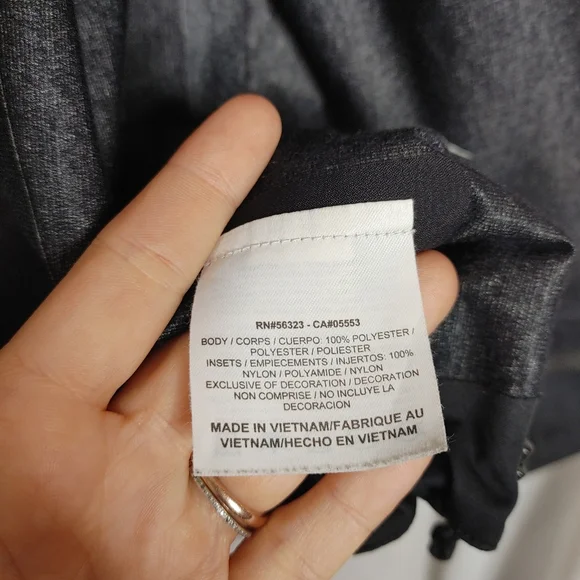 RN#56323 - CA#05553
BODY / CORPS / CUERPO: 100% POLYESTER /
POLYESTER / POLIESTER
INSETS / EMPIECEMENTS / INJERTOS: 100%
NYLON / POLYAMIDE / NYLON
EXCLUSIVE OF DECORATION / DECORATION
NON COMPRISE / NO INCLUYE LA
DECORACION
MADE IN VIETNAM/FABRIQUE AU
VIETNAM/HECHO EN VIETNAM